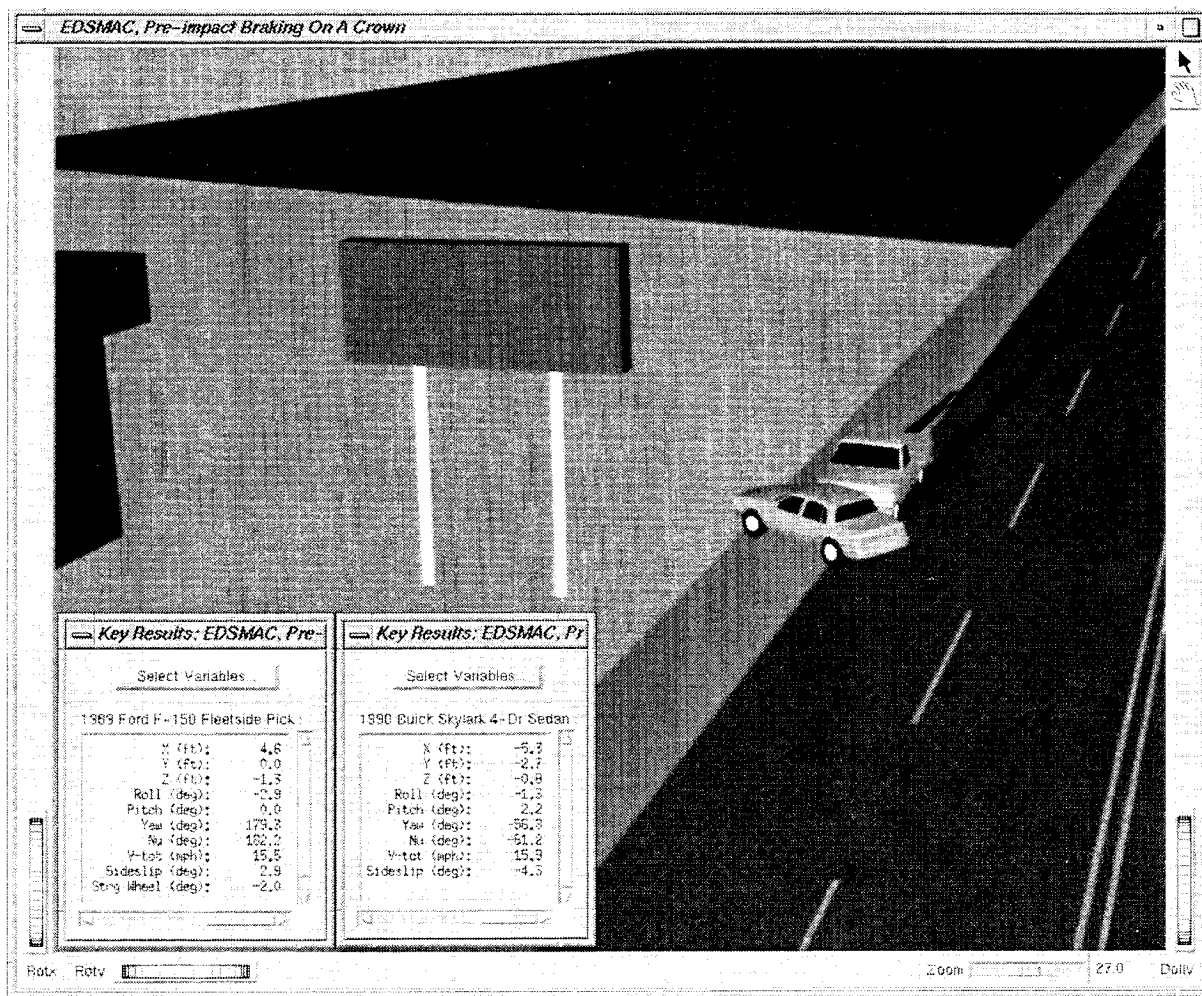 EDSMAC, Pre-impact Braking On A Crown
Key Results: EDSMAC, Pre-
Select Variables...
1989 Ford F-150 Fleetside Pick
X (ft): 4.6
Y (ft): 0.0
Z (ft): -1.3
Roll (deg): -2.9
Pitch (deg): 0.0
Yaw (deg): 179.3
Nu (deg): 182.2
V-tot (mph): 15.5
Sideslip (deg): 2.9
Strg Wheel (deg): -2.0
Key Results: EDSMAC, Pr
Select Variables...
1990 Buick Skylark 4-Dr Sedan
X (ft): -5.3
Y (ft): -2.7
Z (ft): -0.8
Roll (deg): -1.3
Pitch (deg): 2.2
Yaw (deg):
Nu (deg): -61.2
V-tot (mph): 15.9
Sideslip (deg): -4.3
Rotx Roty
Zoom 27.0 Dolly